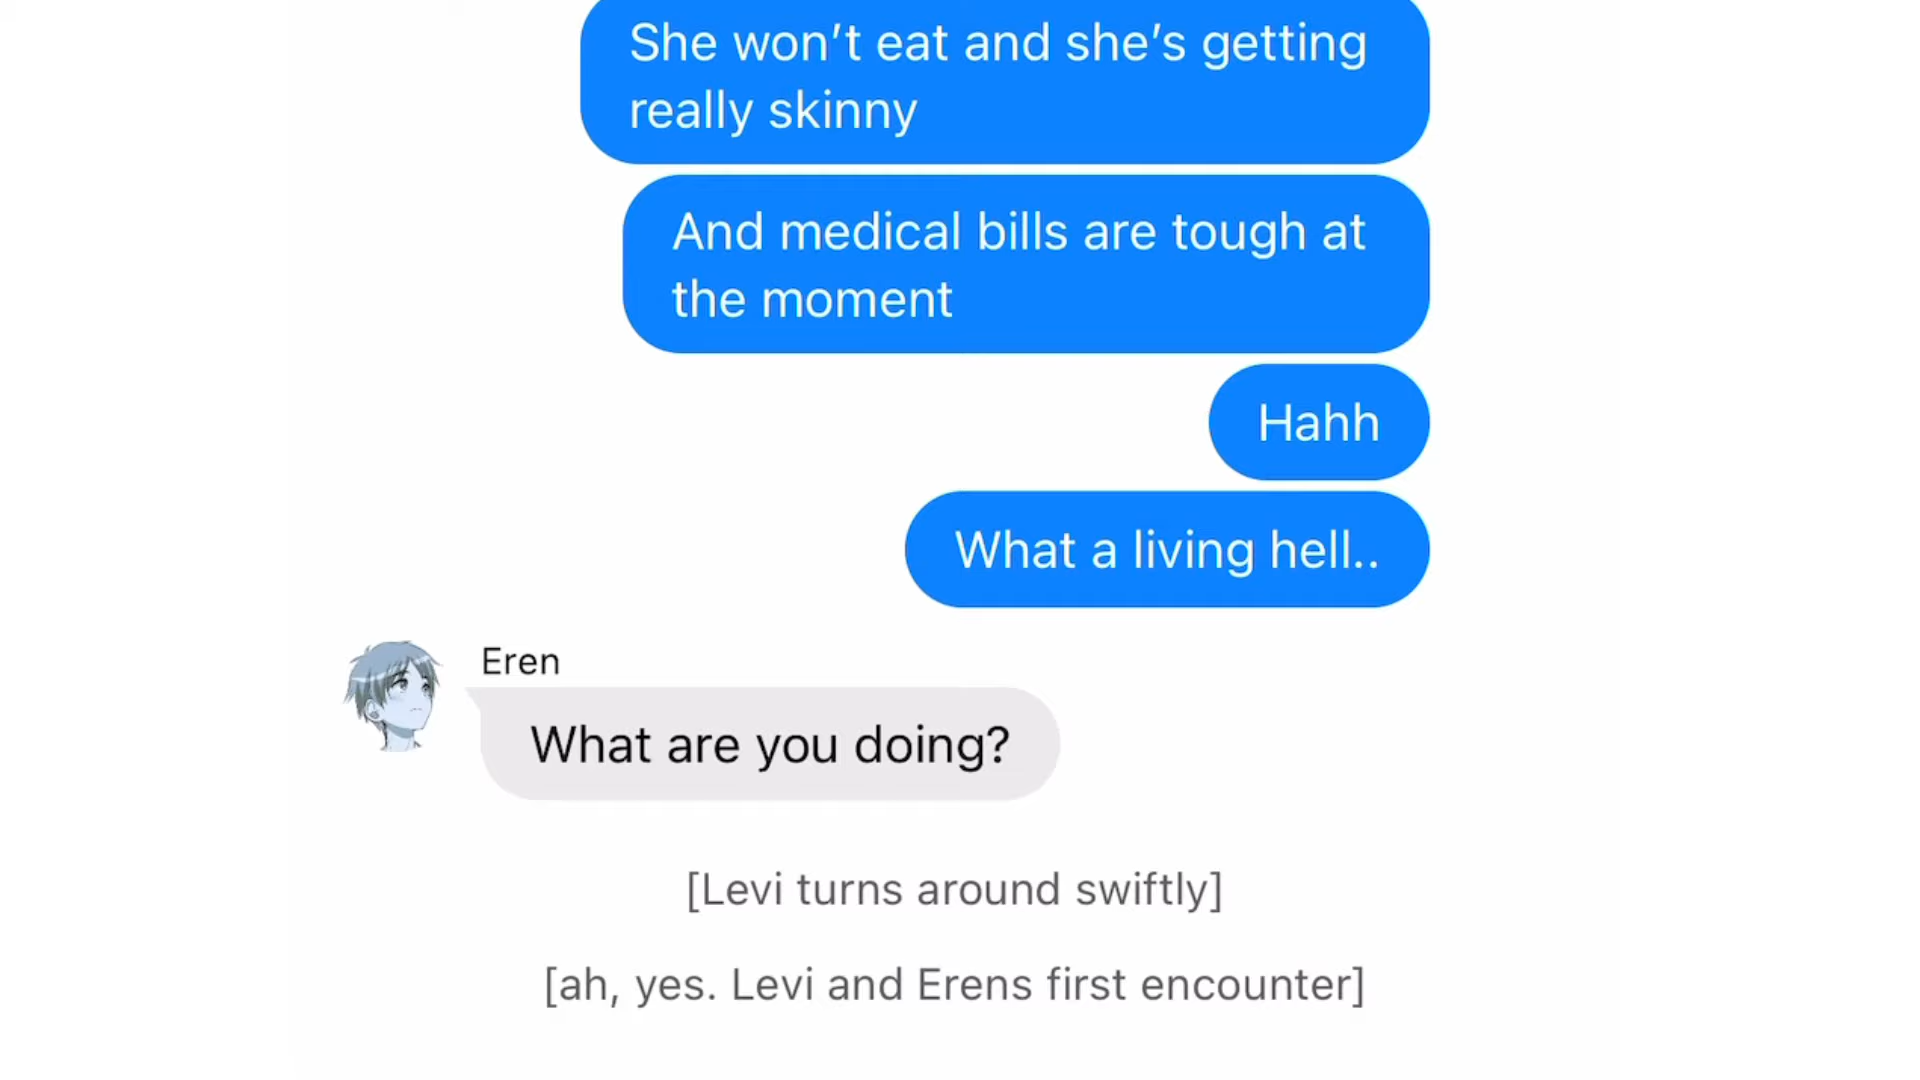 She won’t eat and she’s getting
really skinny
And medical bills are tough at
the moment
Hahh
What a living hell..
Eren
What are you doing?
[Levi turns around swiftly]
[ah, yes. Levi and Erens first encounter]